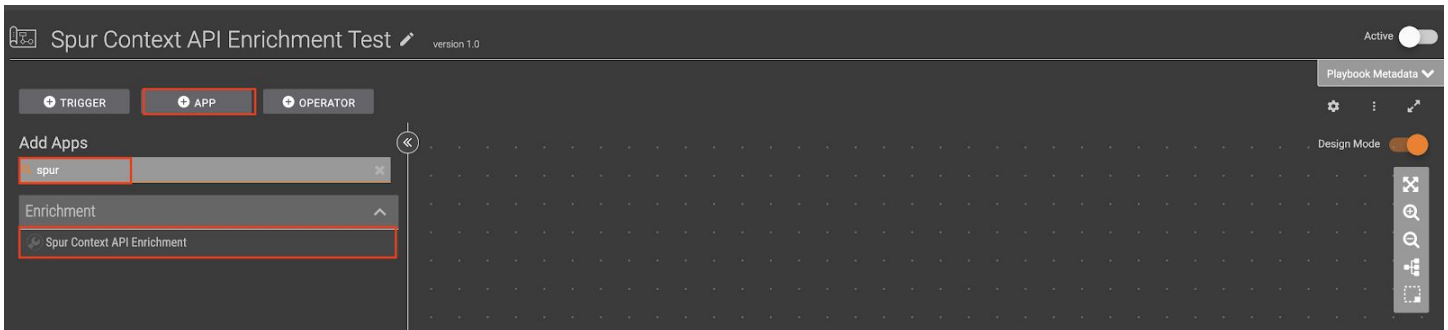 Spur Context API Enrichment Test version 1.0
Active
Playbook Metadata
TRIGGER APP OPERATOR
Add Apps
Design Mode
spur
Enrichment
Spur Context API Enrichment